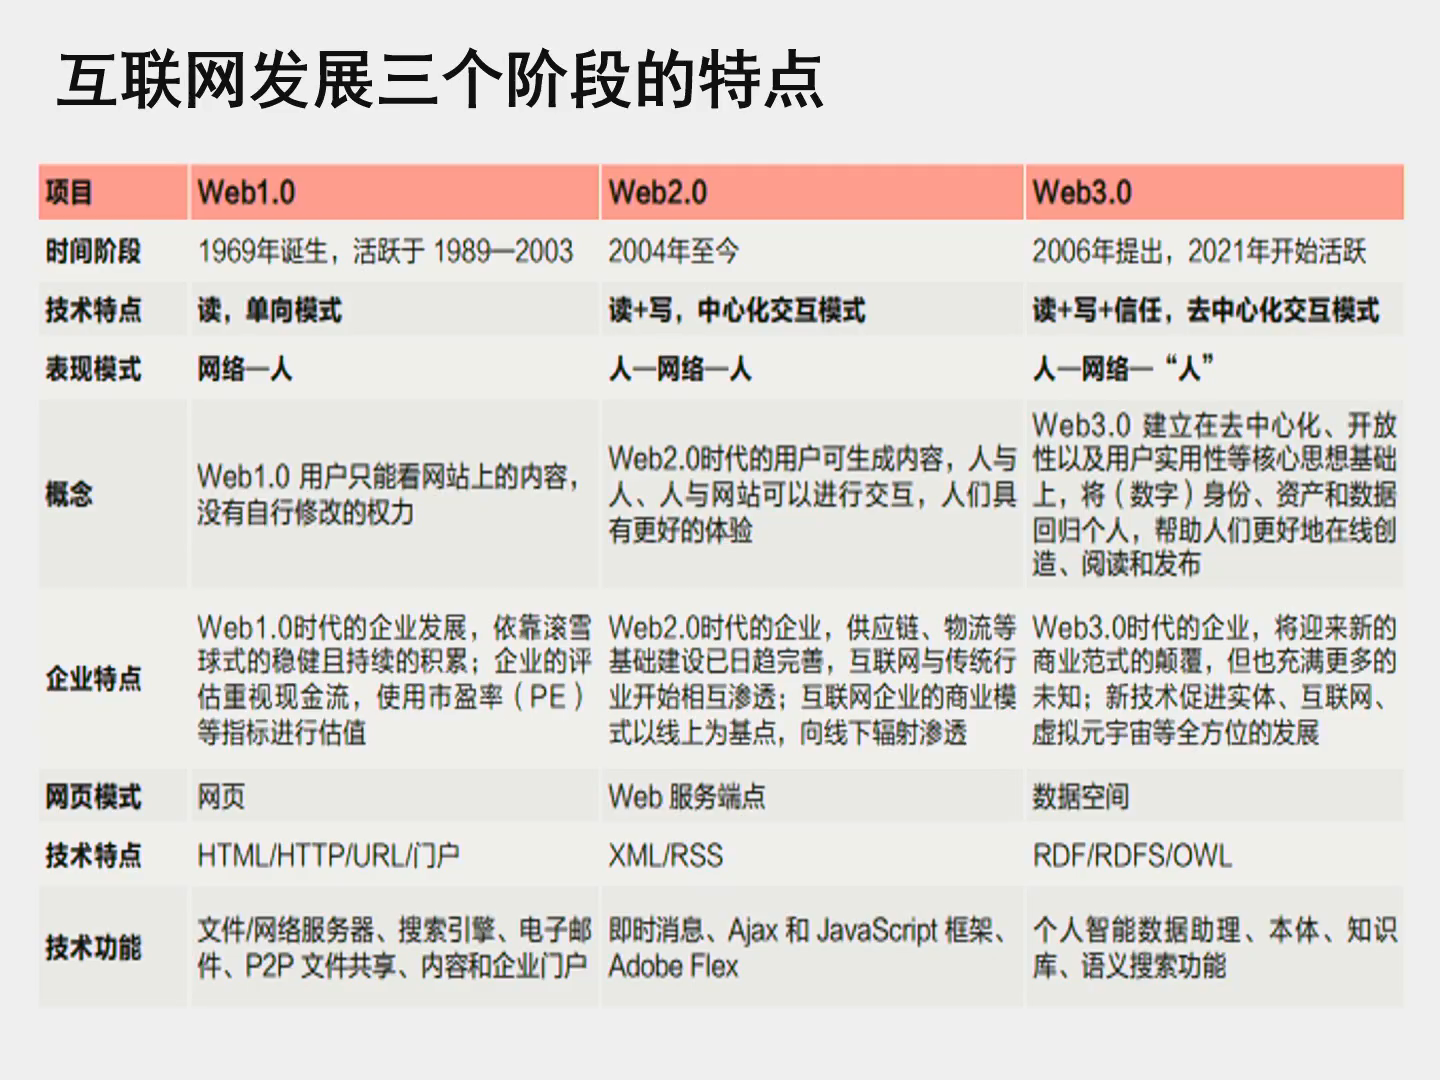 互联网发展三个阶段的特点
项目 Web1.0 Web2.0 Web3.0
时间阶段 1969年诞生，活跃于 1989—2003 2004年至今 2006年提出，2021年开始活跃
技术特点 读，单向模式 读+写，中心化交互模式 读+写+信任，去中心化交互模式
表现模式 网络—人 人—网络—人 人—网络—“人”
概念
Web1.0 用户只能看网站上的内容，
没有自行修改的权力
Web2.0时代的用户可生成内容，人与
人、人与网站可以进行交互，人们具
有更好的体验
Web3.0 建立在去中心化、开放
性以及用户实用性等核心思想基础
上，将（数字）身份、资产和数据
回归个人，帮助人们更好地在线创
造、阅读和发布
企业特点
Web1.0时代的企业发展，依靠滚雪
球式的稳健且持续的积累；企业的评
估重视现金流，使用市盈率（PE）
等指标进行估值
Web2.0时代的企业，供应链、物流等
基础建设已日趋完善，互联网与传统行
业开始相互渗透；互联网企业的商业模
式以线上为基点，向线下辐射渗透
Web3.0时代的企业，将迎来新的
商业范式的颠覆，但也充满更多的
未知；新技术促进实体、互联网、
虚拟元宇宙等全方位的发展
网页模式 网页 Web 服务端点 数据空间
技术特点 HTML/HTTP/URL/门户 XML/RSS RDF/RDFS/OWL
技术功能
文件/网络服务器、搜索引擎、电子邮
件、P2P 文件共享、内容和企业门户
即时消息、Ajax 和 JavaScript 框架、
Adobe Flex
个人智能数据助理、本体、知识
库、语义搜索功能